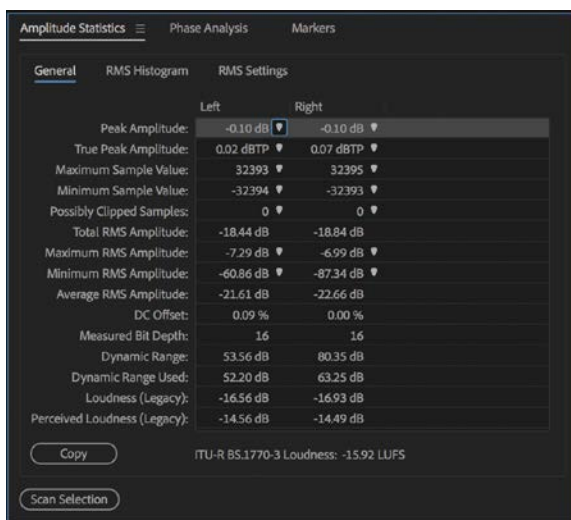 Amplitude Statistics Phase Analysis Markers
General RMS Histogram RMS Settings
Left Right
Peak Amplitude: -0.10 dB -0.10 dB
True Peak Amplitude: 0.02 dBTP 0.07 dBTP
Maximum Sample Value: 32393 32395
Minimum Sample Value: -32394 -32393
Possibly Clipped Samples: 0 0
Total RMS Amplitude: -18.44 dB -18.84 dB
Maximum RMS Amplitude: -7.29 dB -6.99 dB
Minimum RMS Amplitude: -60.86 dB -87.34 dB
Average RMS Amplitude: -21.61 dB -22.66 dB
DC Offset: 0.09 % 0.00 %
Measured Bit Depth: 16 16
Dynamic Range: 53.56 dB 80.35 dB
Dynamic Range Used: 52.20 dB 63.25 dB
Loudness (Legacy): -16.56 dB -16.93 dB
Perceived Loudness (Legacy): -14.56 dB -14.49 dB
Copy ITU-R BS.1770-3 Loudness: -15.92 LUFS
Scan Selection